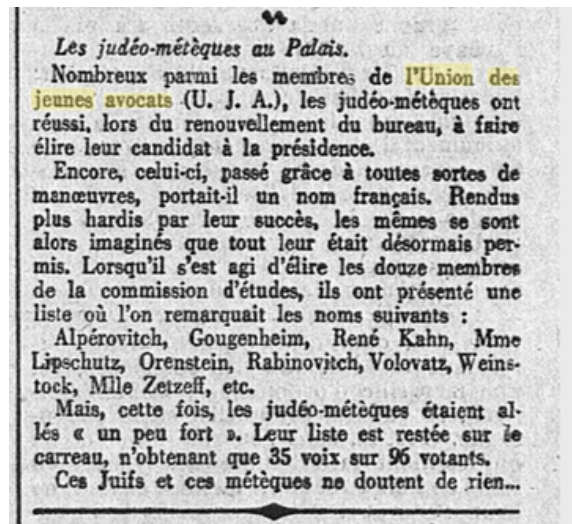 Les judéo-métèques au Palais.
Nombreux parmi les membres de l'Union des
jeunes avocats (U. J. A.), les judéo-métèques ont
réussi, lors du renouvellement du bureau, à faire
élire leur candidat à la présidence.
Encore, celui-ci, passé grâce à toutes sortes de
manœuvres, portait-il un nom français. Rendus
plus hardis par leur succès, les mêmes se sont
alors imaginés que tout leur était désormais per-
mis. Lorsqu'il s'est agi d'élire les douze membres
de la commission d'études, ils ont présenté une
liste où l'on remarquait les noms suivants :
Alpérovitch, Gougenheim, René Kahn, Mme
Lipschutz, Orenstein, Rabinovitch, Volovatz, Weins-
tock, Mlle Zetzeff, etc.
Mais, cette fois, les judéo-métèques étaient al-
lés « un peu fort ». Leur liste est restée sur le
carreau, n'obtenant que 35 voix sur 96 votants.
Ces Juifs et ces métèques ne doutent de rien...